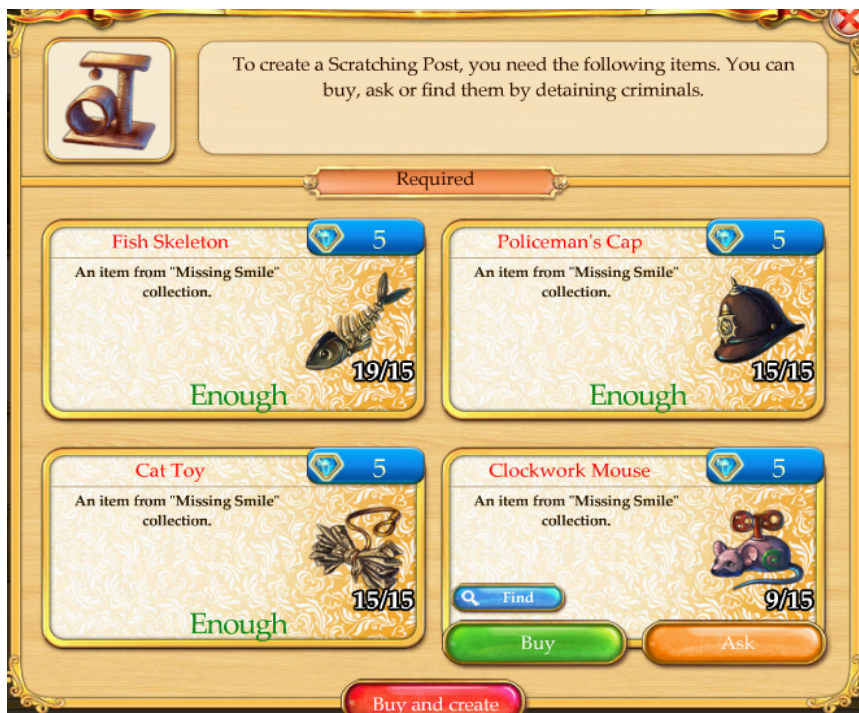 To create a Scratching Post, you need the following items. You can
buy, ask or find them by detaining criminals.
Required
Fish Skeleton
5
An item from "Missing Smile"
collection.
19/15
Enough
Policeman's Cap
5
An item from "Missing Smile"
collection.
15/15
Enough
Cat Toy
5
An item from "Missing Smile"
collection.
15/15
Enough
Clockwork Mouse
5
An item from "Missing Smile"
collection.
Find
9/15
Buy
Ask
Buy and create